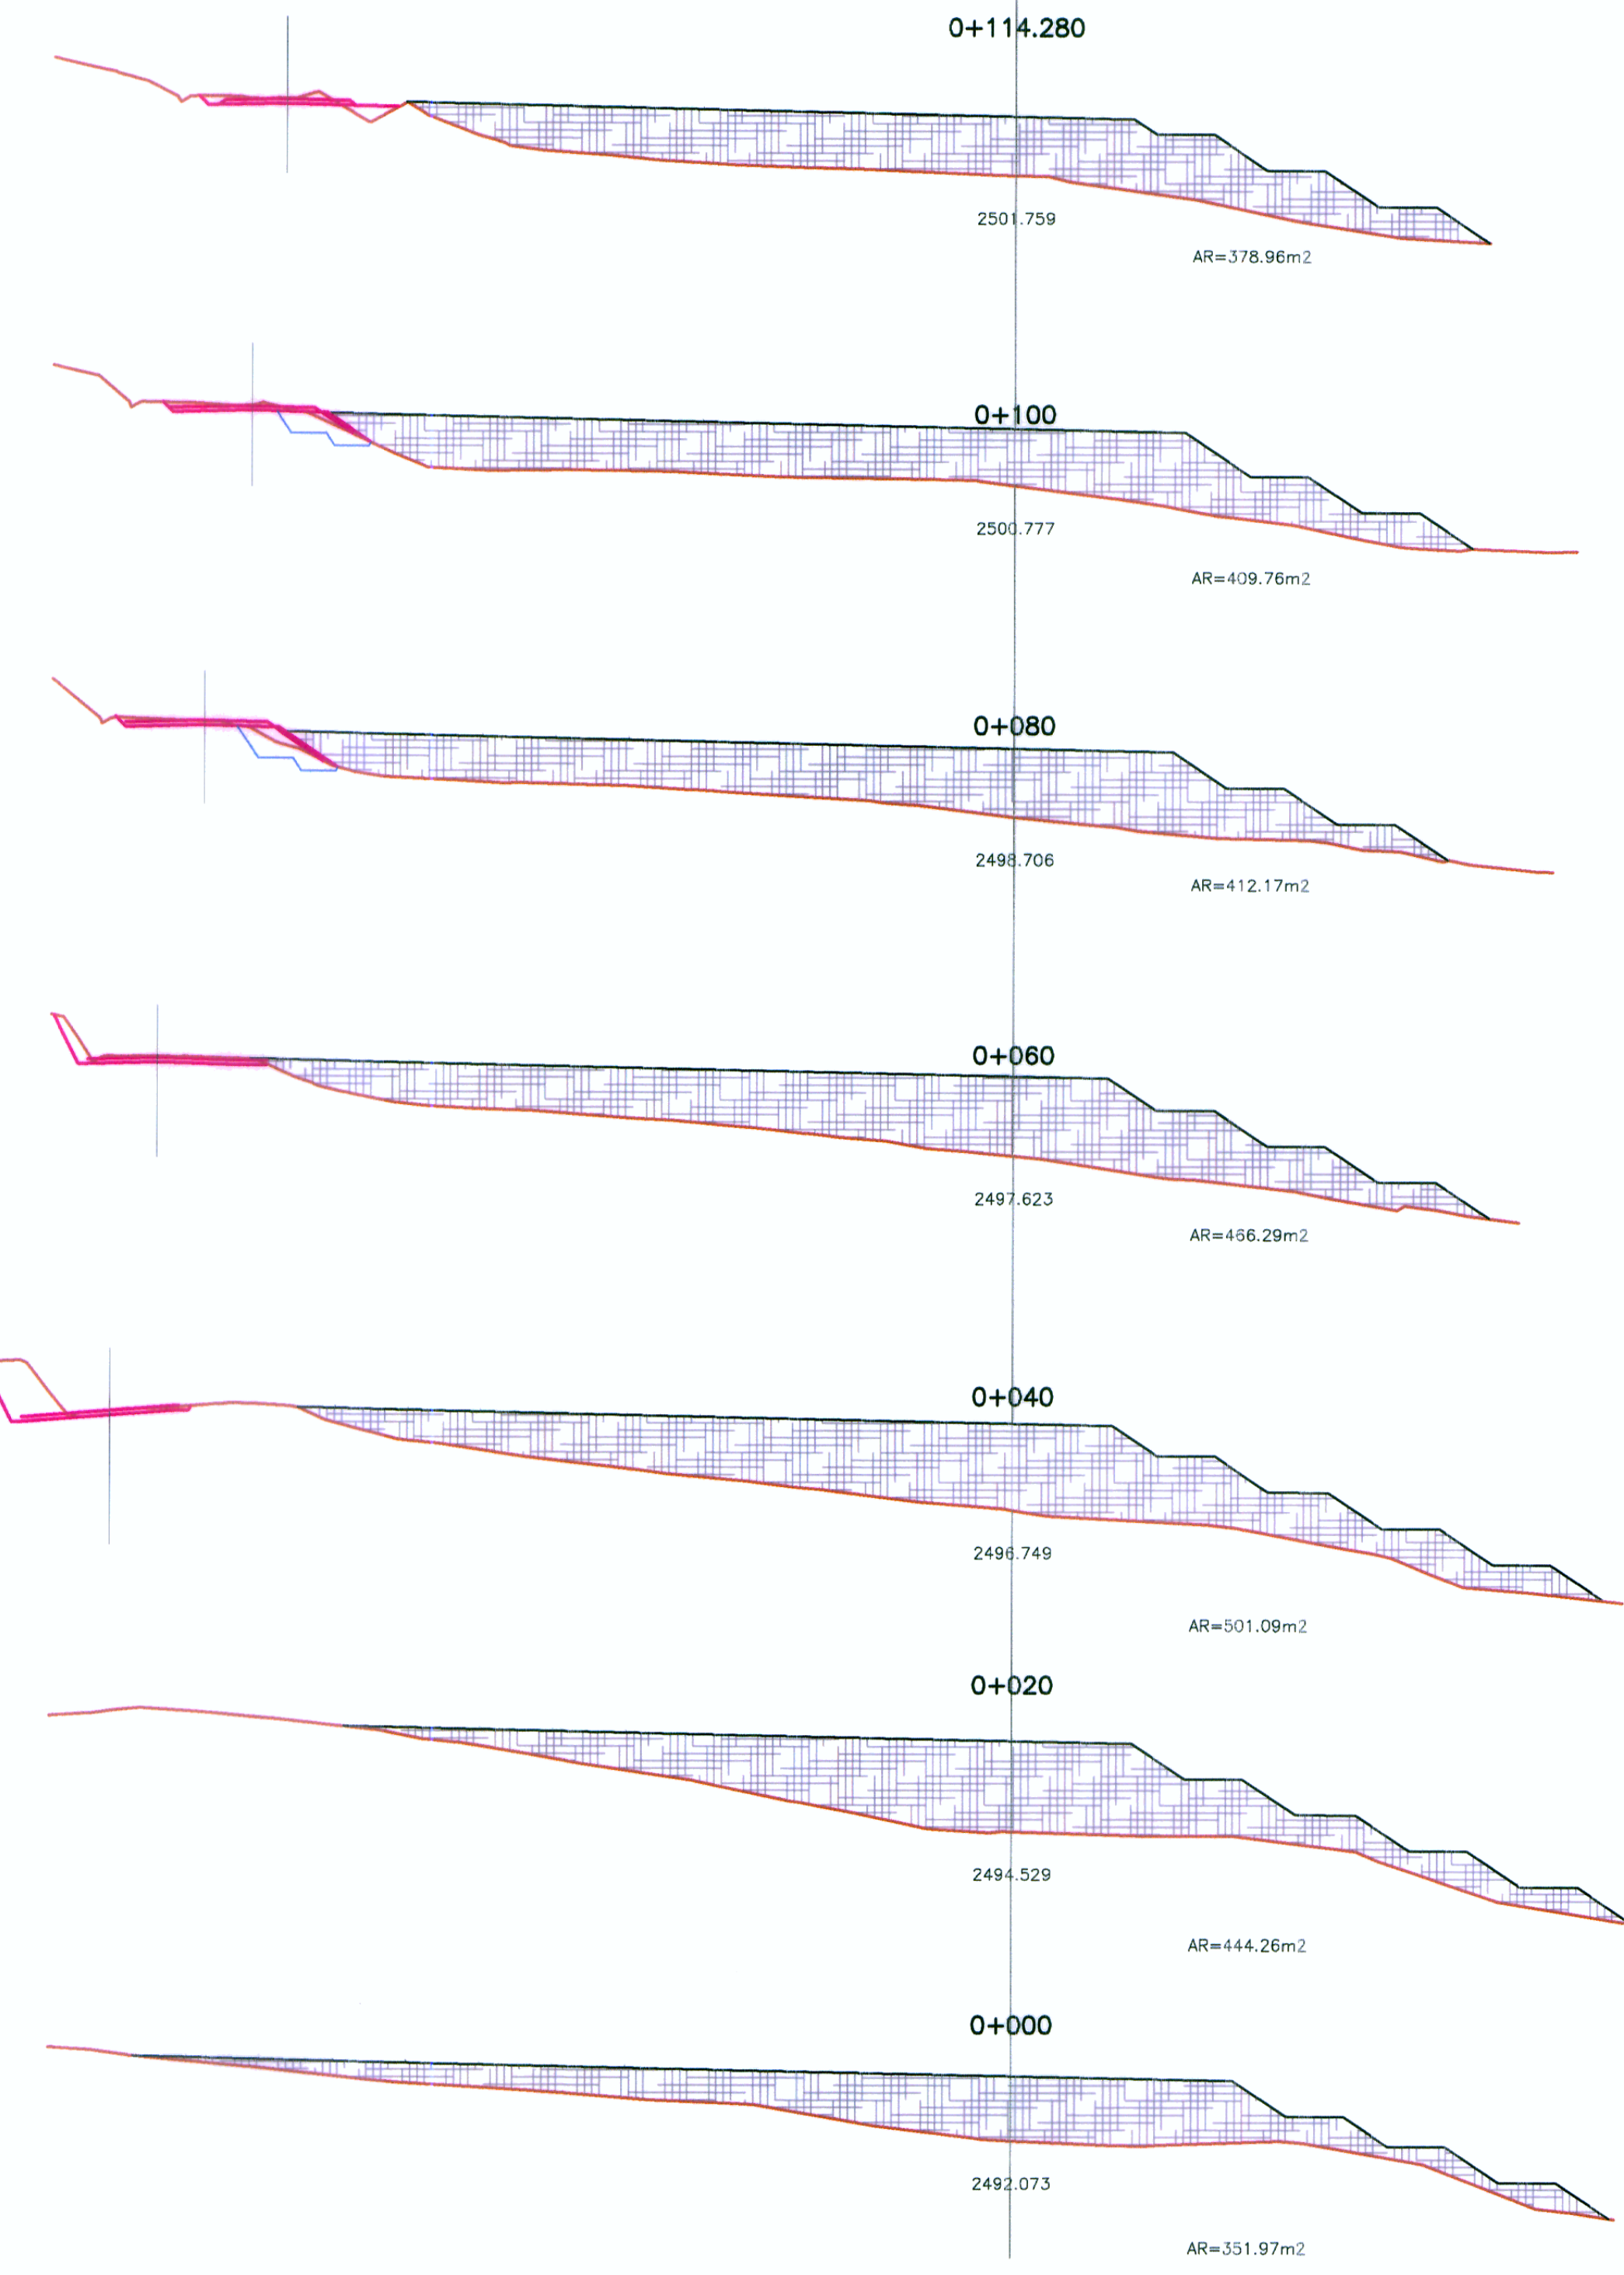 0+114.280
2501.759
AR=378.96m2
0+100
2500.777
AR=409.76m2
0+080
2498.706
AR=412.17m2
0+060
2497.623
AR=466.29m2
0+040
2496.749
AR=501.09m2
0+020
2494.529
AR=444.26m2
0+000
2492.073
AR=351.97m2